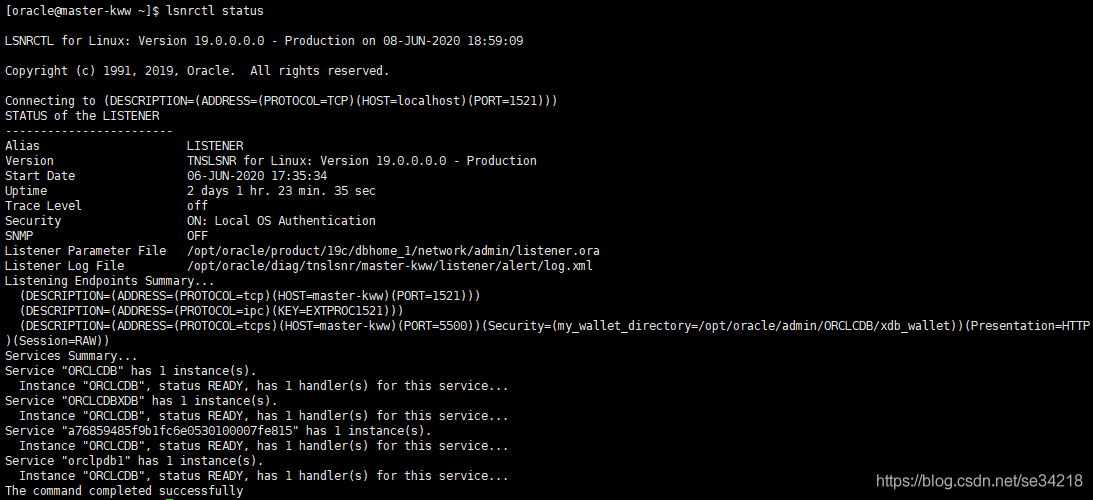 [oracle@master-kww ~]$ lsnrctl status
LSNRCTL for Linux: Version 19.0.0.0.0 - Production on 08-JUN-2020 18:59:09
Copyright (c) 1991, 2019, Oracle.  All rights reserved.
Connecting to (DESCRIPTION=(ADDRESS=(PROTOCOL=TCP)(HOST=localhost)(PORT=1521)))
STATUS of the LISTENER
------------------------
Alias                     LISTENER
Version                   TNSLSNR for Linux: Version 19.0.0.0.0 - Production
Start Date                06-JUN-2020 17:35:34
Uptime                    2 days 1 hr. 23 min. 35 sec
Trace Level               off
Security                  ON: Local OS Authentication
SNMP                      OFF
Listener Parameter File   /opt/oracle/product/19c/dbhome_1/network/admin/listener.ora
Listener Log File         /opt/oracle/diag/tnslsnr/master-kww/listener/alert/log.xml
Listening Endpoints Summary...
  (DESCRIPTION=(ADDRESS=(PROTOCOL=tcp)(HOST=master-kww)(PORT=1521)))
  (DESCRIPTION=(ADDRESS=(PROTOCOL=ipc)(KEY=EXTPROC1521)))
  (DESCRIPTION=(ADDRESS=(PROTOCOL=tcps)(HOST=master-kww)(PORT=5500))(Security=(my_wallet_directory=/opt/oracle/admin/ORCLCDB/xdb_wallet))(Presentation=HTTP
)(Session=RAW))
Services Summary...
Service "ORCLCDB" has 1 instance(s).
  Instance "ORCLCDB", status READY, has 1 handler(s) for this service...
Service "ORCLCDBXDB" has 1 instance(s).
  Instance "ORCLCDB", status READY, has 1 handler(s) for this service...
Service "a76859485f9b1fc6e0530100007fe815" has 1 instance(s).
  Instance "ORCLCDB", status READY, has 1 handler(s) for this service...
Service "orclpdb1" has 1 instance(s).
  Instance "ORCLCDB", status READY, has 1 handler(s) for this service...
The command completed successfully
https://blog.csdn.net/se34218